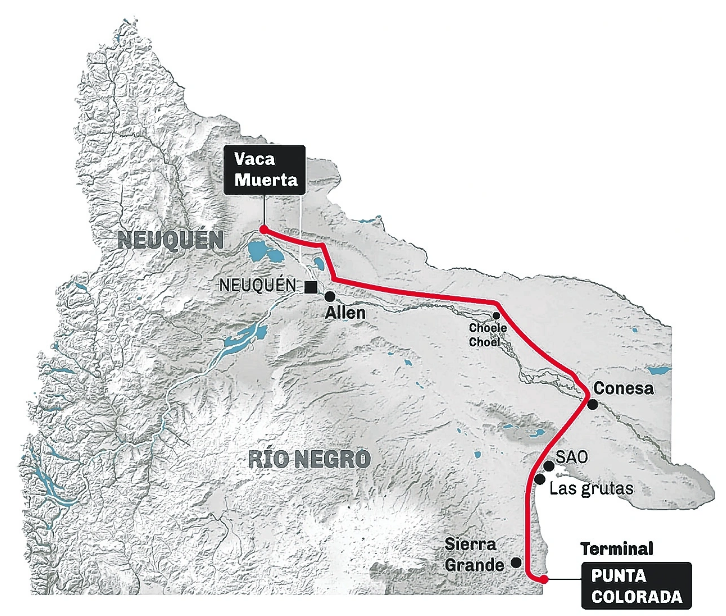 Vaca
Muerta
NEUQUÉN
NEUQUÉN
Allen
Choele
Choel
Conesa
RÍO NEGRO
SAO
Las grutas
Sierra
Grande
Terminal
PUNTA
COLORADA